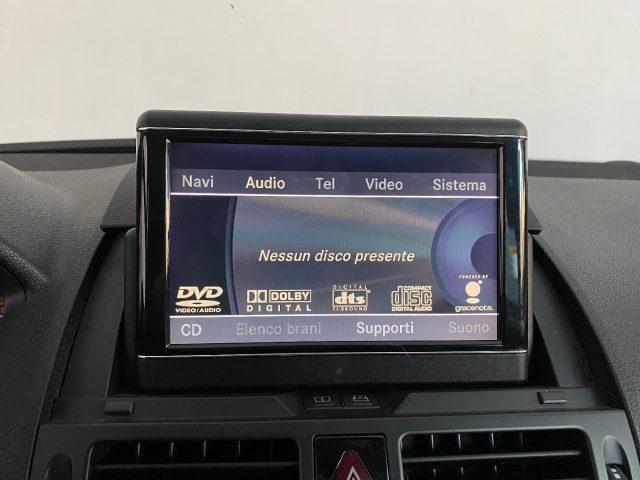 Navi Audio Tel Video Sistema
Nessun disco presente
DVD VIDEO/AUDIO
DOLBY DIGITAL
DIGITAL dts SURROUND
COMPACT disc DIGITAL AUDIO
POWERED BY gracenote
CD Elenco brani Supporti Suono